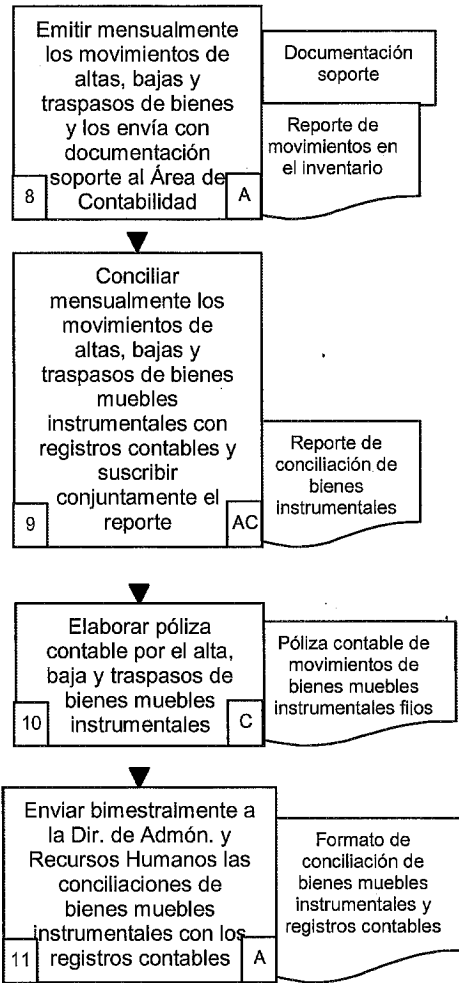 Emitir mensualmente
los movimientos de
altas, bajas y
traspasos de bienes
y los envía con
documentación
soporte al Área de
Contabilidad
8
A
Documentación
soporte
Reporte de
movimientos en
el inventario
Conciliar
mensualmente los
movimientos de
altas, bajas y
traspasos de bienes
muebles
instrumentales con
registros contables y
suscribir
conjuntamente el
reporte
9
AC
Reporte de
conciliación de
bienes
instrumentales
Elaborar póliza
contable por el alta,
baja y traspasos de
bienes muebles
instrumentales
10
C
Póliza contable de
movimientos de
bienes muebles
instrumentales fijos
Enviar bimestralmente a
la Dir. de Admón. y
Recursos Humanos las
conciliaciones de
bienes muebles
instrumentales con los
registros contables
11
A
Formato de
conciliación de
bienes muebles
instrumentales y
registros contables